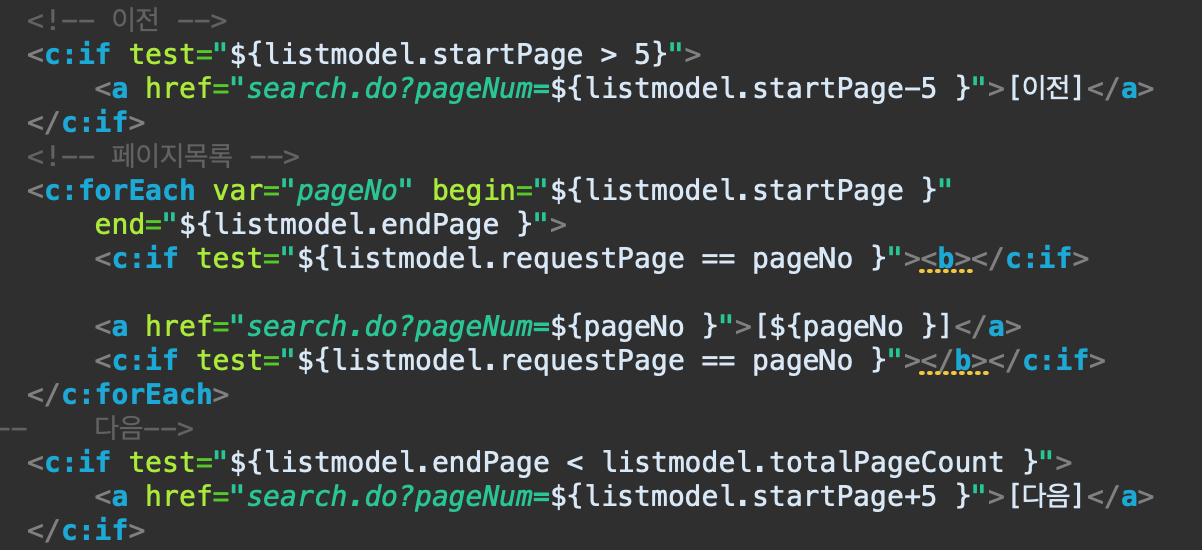 <!-- 이전 -->
<c:if test="${listmodel.startPage > 5}">
<a href="search.do?pageNum=${listmodel.startPage-5 }">[이전]</a>
</c:if>
<!-- 페이지목록 -->
<c:forEach var="pageNo" begin="${listmodel.startPage }"
end="${listmodel.endPage }">
<c:if test="${listmodel.requestPage == pageNo }"><b></c:if>
<a href="search.do?pageNum=${pageNo }">[${pageNo }]</a>
<c:if test="${listmodel.requestPage == pageNo }"></b></c:if>
</c:forEach>
-- 다음-->
<c:if test="${listmodel.endPage < listmodel.totalPageCount }">
<a href="search.do?pageNum=${listmodel.startPage+5 }">[다음]</a>
</c:if>